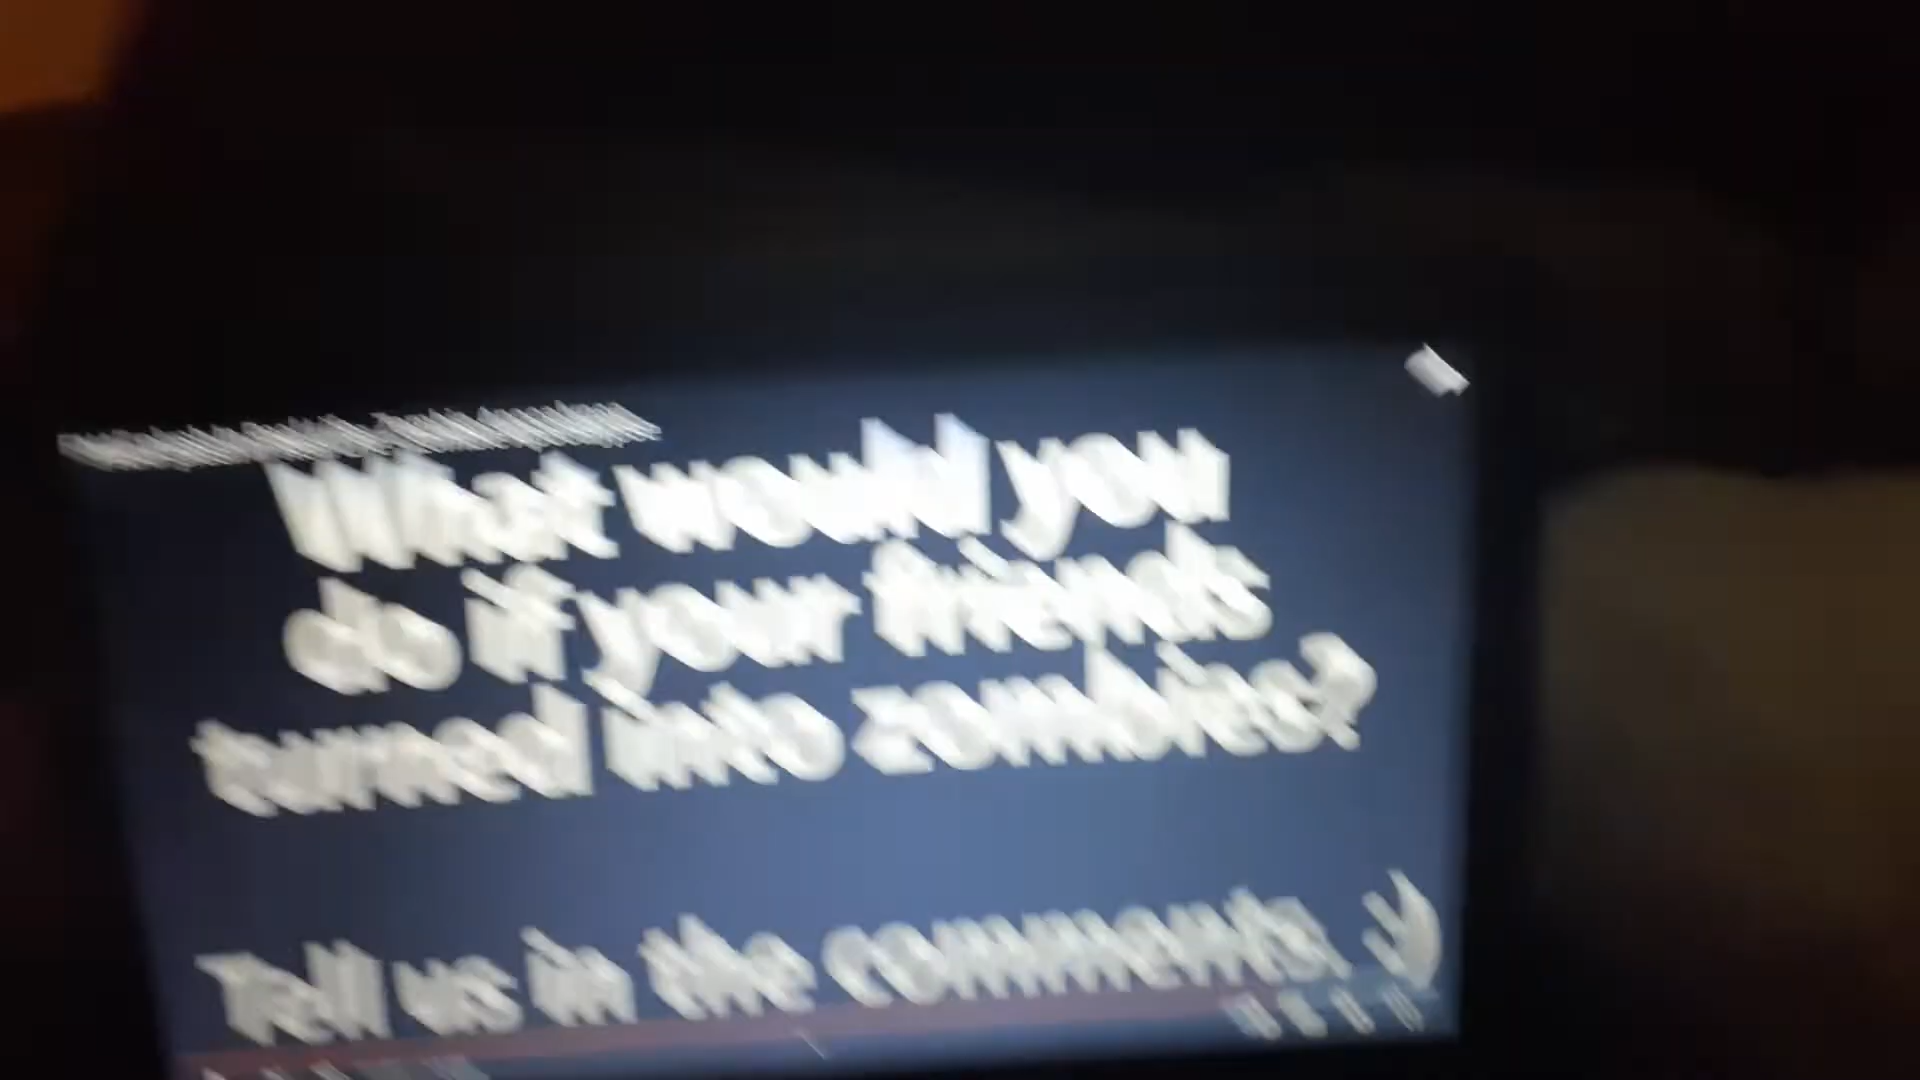 What would you
do if your friends
turned into zombies?
Tell us in the comments! :)